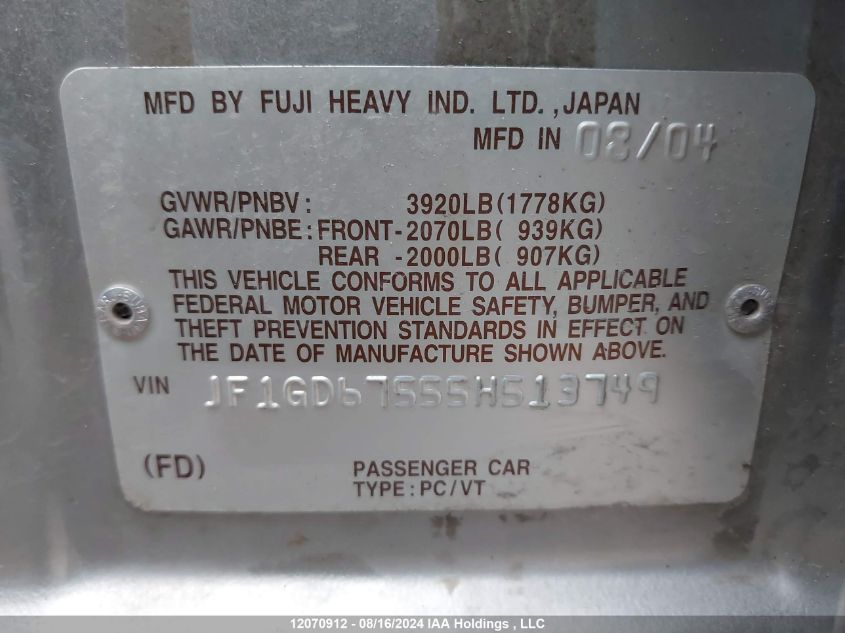 MFD BY FUJI HEAVY IND. LTD., JAPAN
MFD IN 08/04
GVWR/PNBV: 3920LB(1778KG)
GAWR/PNBE: FRONT-2070LB( 939KG)
REAR -2000LB( 907KG)
THIS VEHICLE CONFORMS TO ALL APPLICABLE
FEDERAL MOTOR VEHICLE SAFETY, BUMPER, AND
THEFT PREVENTION STANDARDS IN EFFECT ON
THE DATE OF MANUFACTURE SHOWN ABOVE.
VIN JF1GD67555H513749
(FD) PASSENGER CAR
TYPE: PC/VT
12070912 - 08/16/2024 IAA Holdings, LLC